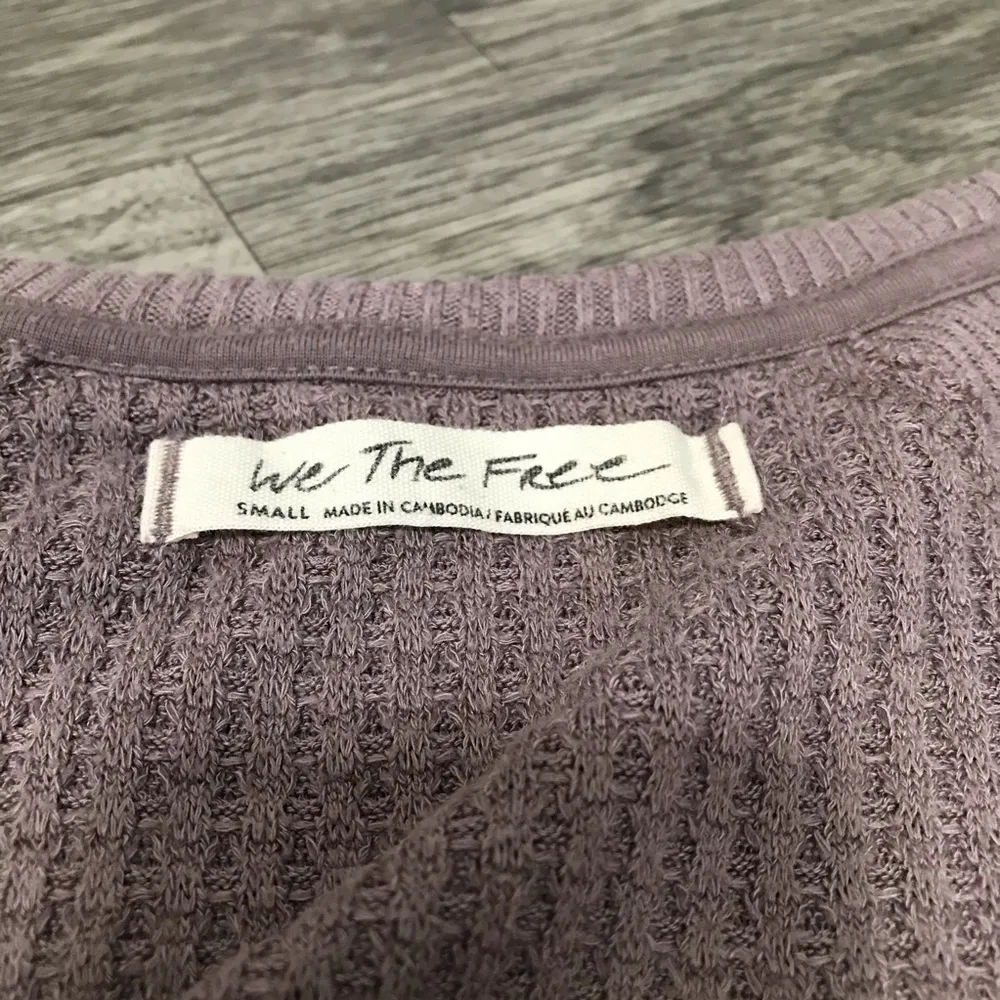 We The Free
SMALL MADE IN CAMBODIA / FABRIQUÉ AU CAMBODGE